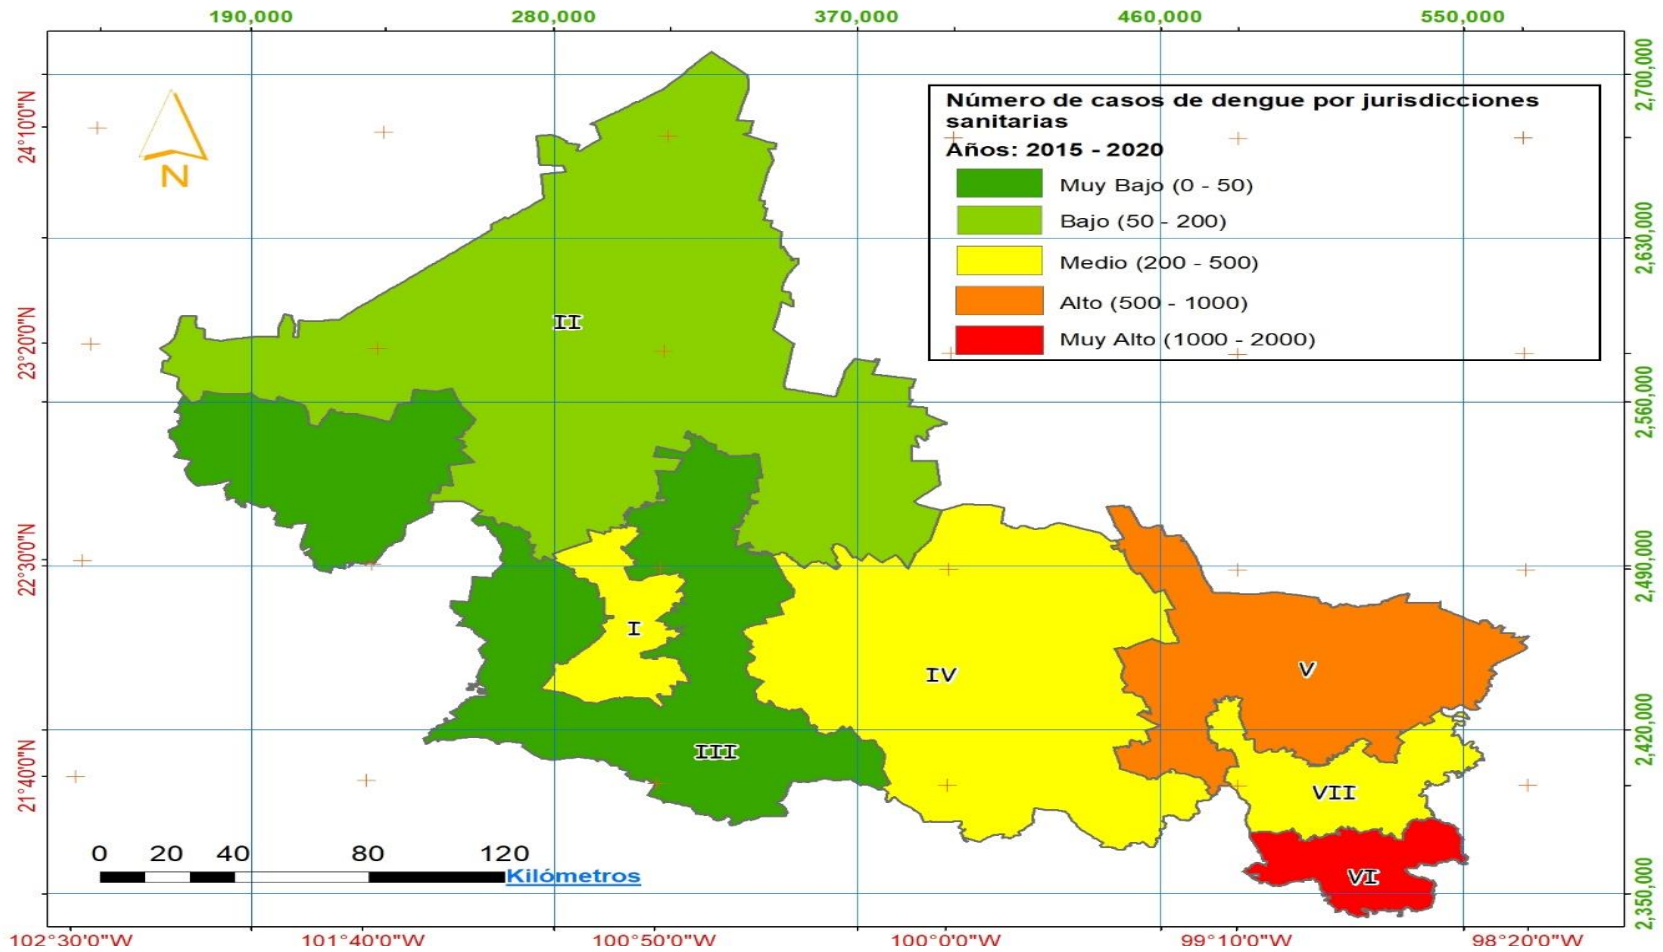 190,000 280,000 370,000 460,000 550,000
Número de casos de dengue por jurisdicciones
sanitarias
Años: 2015 - 2020
Muy Bajo (0 - 50)
Bajo (50 - 200)
Medio (200 - 500)
Alto (500 - 1000)
Muy Alto (1000 - 2000)
N
24°10'0"N
23°20'0"N
22°30'0"N
21°40'0"N
2,700,000
2,630,000
2,560,000
2,490,000
2,420,000
2,350,000
II
I
IV
V
III
VII
VI
0 20 40 80 120
Kilómetros
102°30'0"W 101°40'0"W 100°50'0"W 100°0'0"W 99°10'0"W 98°20'0"W